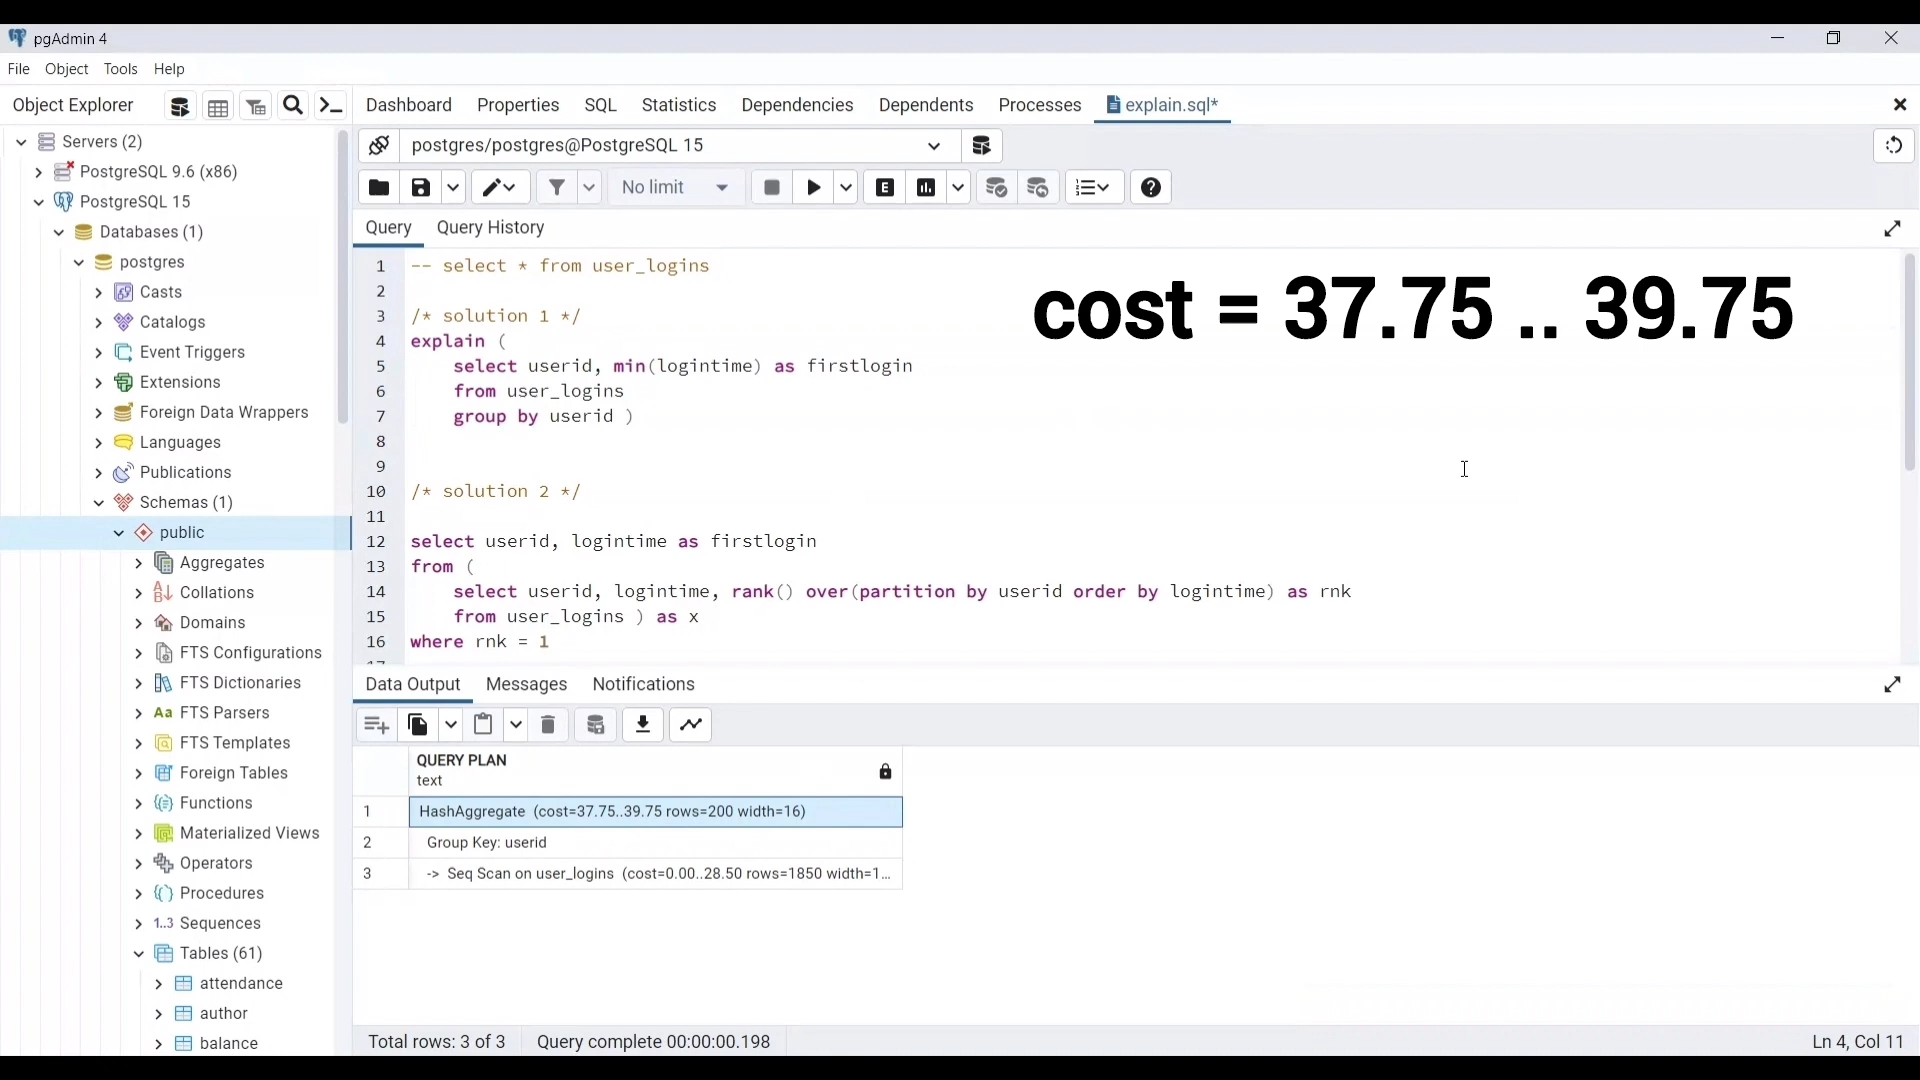 pgAdmin 4
File Object Tools Help
Object Explorer
Dashboard Properties SQL Statistics Dependencies Dependents Processes explain.sql*
Servers (2)
PostgreSQL 9.6 (x86)
PostgreSQL 15
Databases (1)
postgres
Casts
Catalogs
Event Triggers
Extensions
Foreign Data Wrappers
Languages
Publications
Schemas (1)
public
Aggregates
Collations
Domains
FTS Configurations
FTS Dictionaries
Aa FTS Parsers
FTS Templates
Foreign Tables
Functions
Materialized Views
Operators
Procedures
1..3 Sequences
Tables (61)
attendance
author
balance
postgres/postgres@PostgreSQL 15
No limit
E
Query Query History
cost = 37.75 .. 39.75
1 -- select * from user_logins
2
3 /* solution 1 */
4 explain (
5 select userid, min(logintime) as firstlogin
6 from user_logins
7 group by userid )
8
9
10 /* solution 2 */
11
12 select userid, logintime as firstlogin
13 from (
14 select userid, logintime, rank() over(partition by userid order by logintime) as rnk
15 from user_logins ) as x
16 where rnk = 1
Data Output Messages Notifications
QUERY PLAN
text
1 HashAggregate (cost=37.75..39.75 rows=200 width=16)
2 Group Key: userid
3 -> Seq Scan on user_logins (cost=0.00..28.50 rows=1850 width=1...
Total rows: 3 of 3 Query complete 00:00:00.198 Ln 4, Col 11